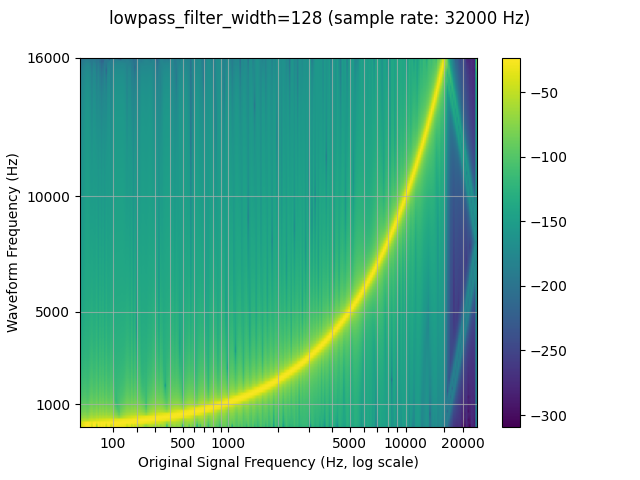 lowpass_filter_width=128 (sample rate: 32000 Hz)
16000
10000
5000
1000
Waveform Frequency (Hz)
100 500 1000 5000 10000 20000
Original Signal Frequency (Hz, log scale)
−50
−100
−150
−200
−250
−300